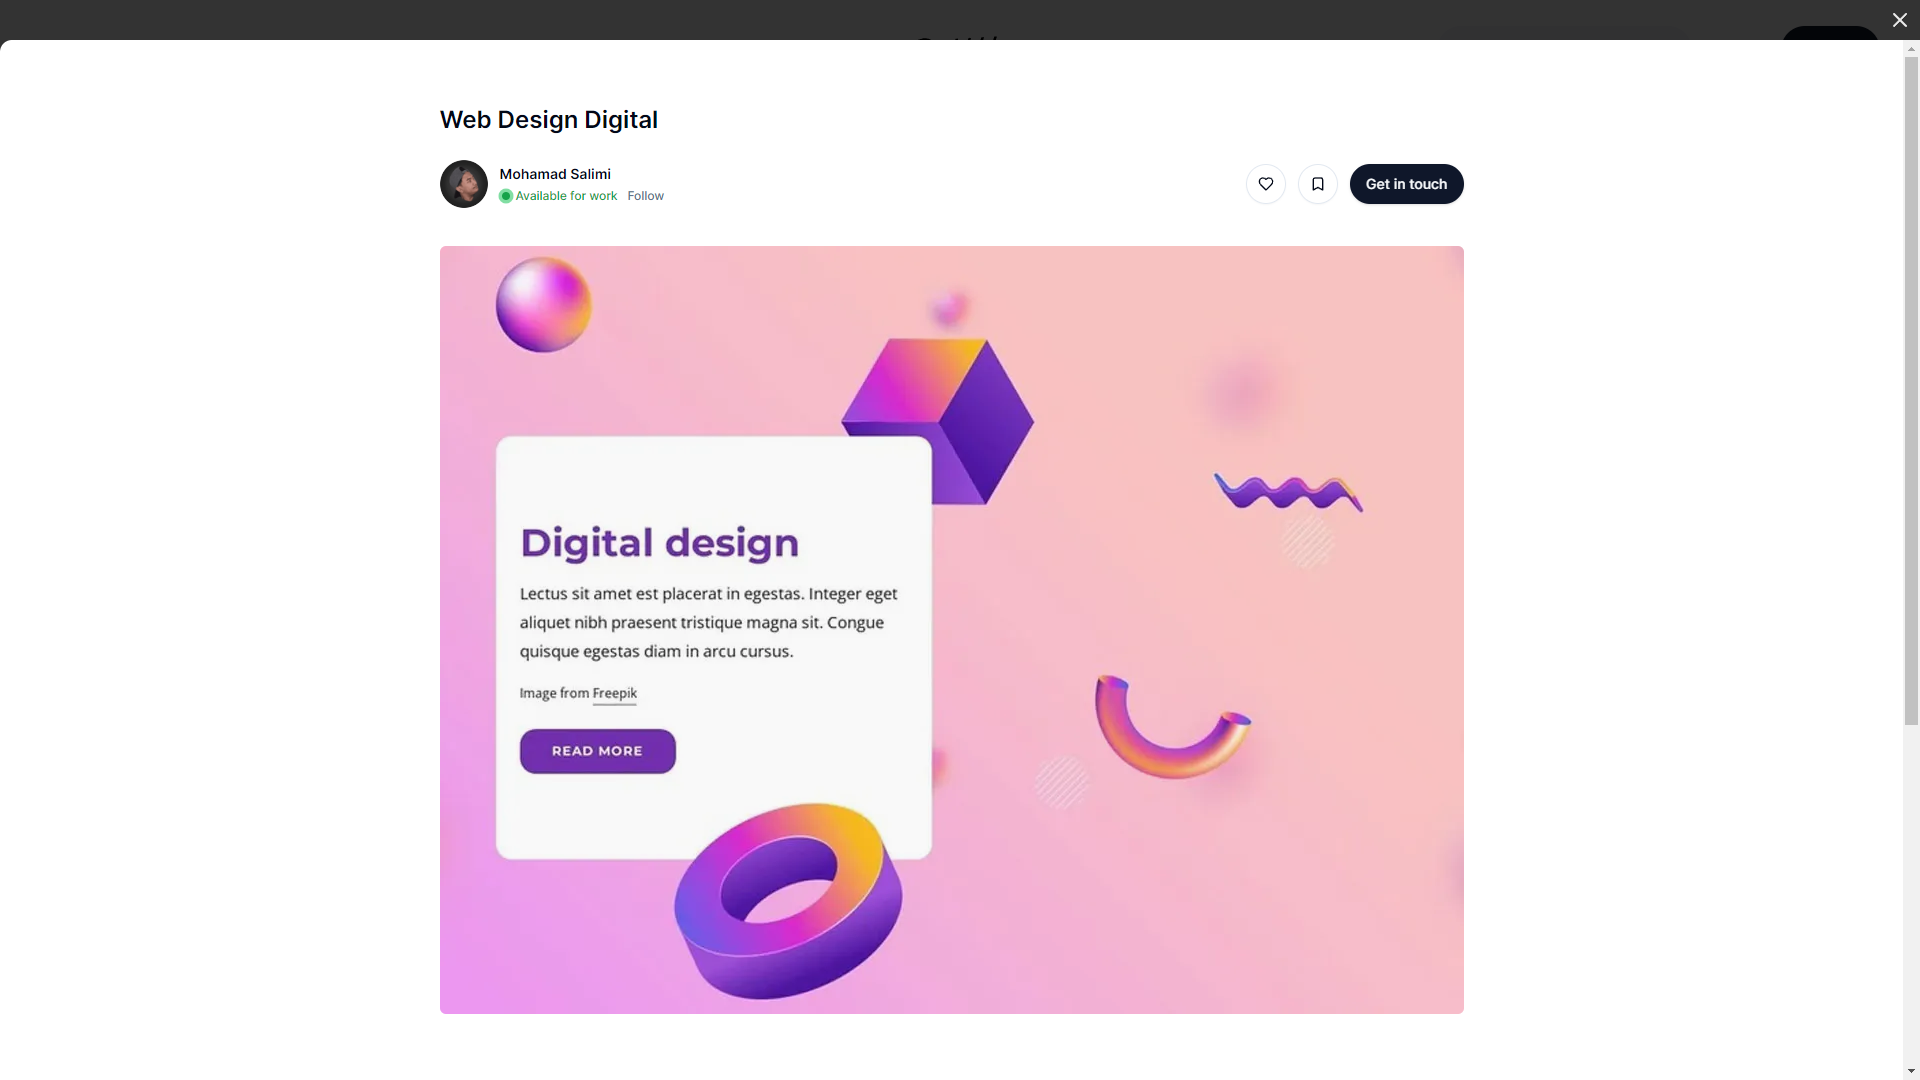 Web Design Digital
Mohamad Salimi
Available for work Follow
Get in touch
Digital design
Lectus sit amet est placerat in egestas. Integer eget
aliquet nibh praesent tristique magna sit. Congue
quisque egestas diam in arcu cursus.
Image from Freepik
READ MORE